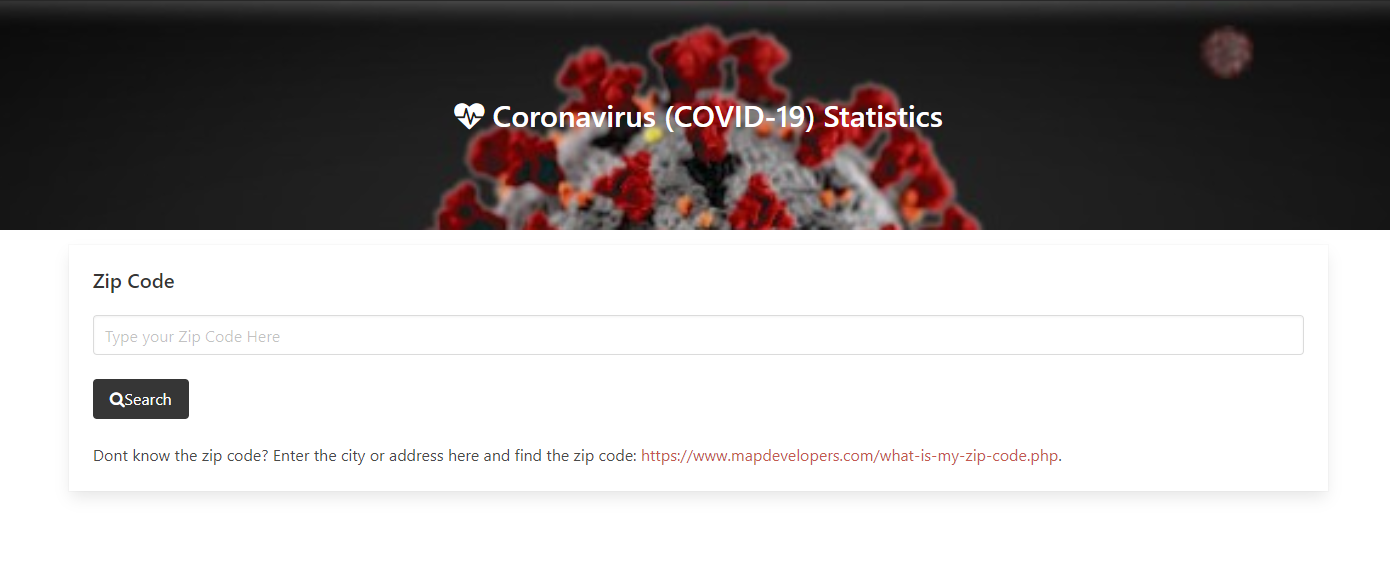 Coronavirus (COVID-19) Statistics
Zip Code
Type your Zip Code Here
Search
Dont know the zip code? Enter the city or address here and find the zip code: https://www.mapdevelopers.com/what-is-my-zip-code.php.